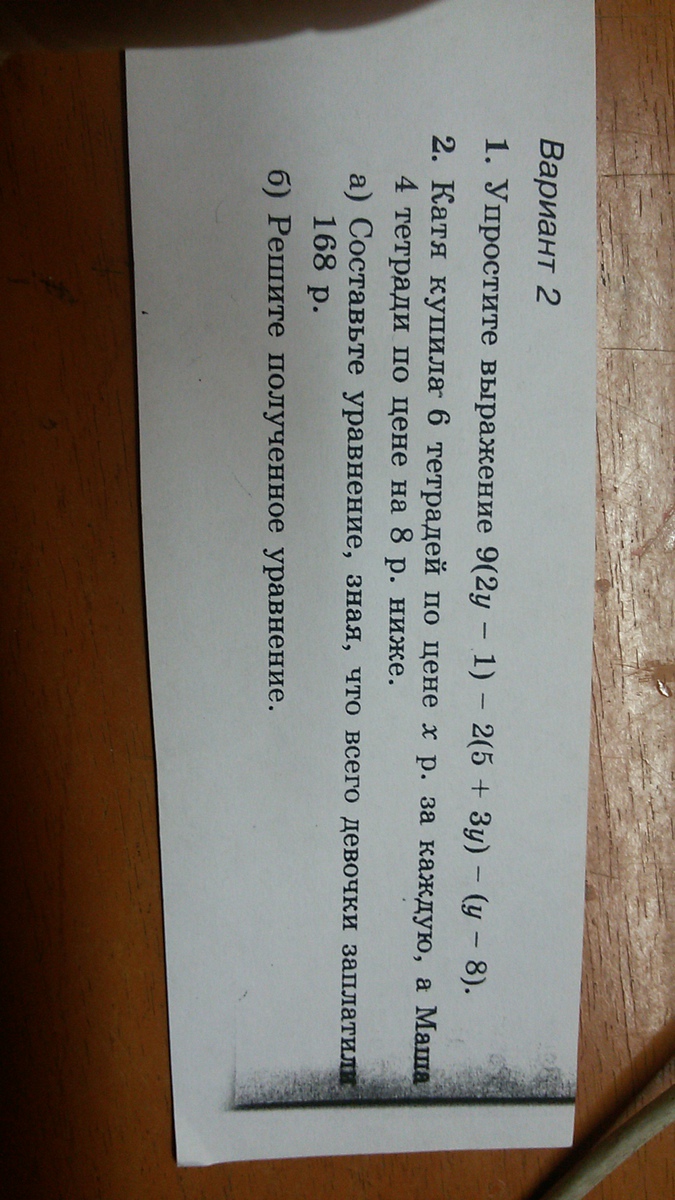 Вариант 2
1. Упростите выражение 9(2y − 1) − 2(5 + 3y) − (y − 8).
2. Катя купила 6 тетрадей по цене x р. за каждую, а Маша
4 тетради по цене на 8 р. ниже.
а) Составьте уравнение, зная, что всего девочки заплатили
168 р.
б) Решите полученное уравнение.